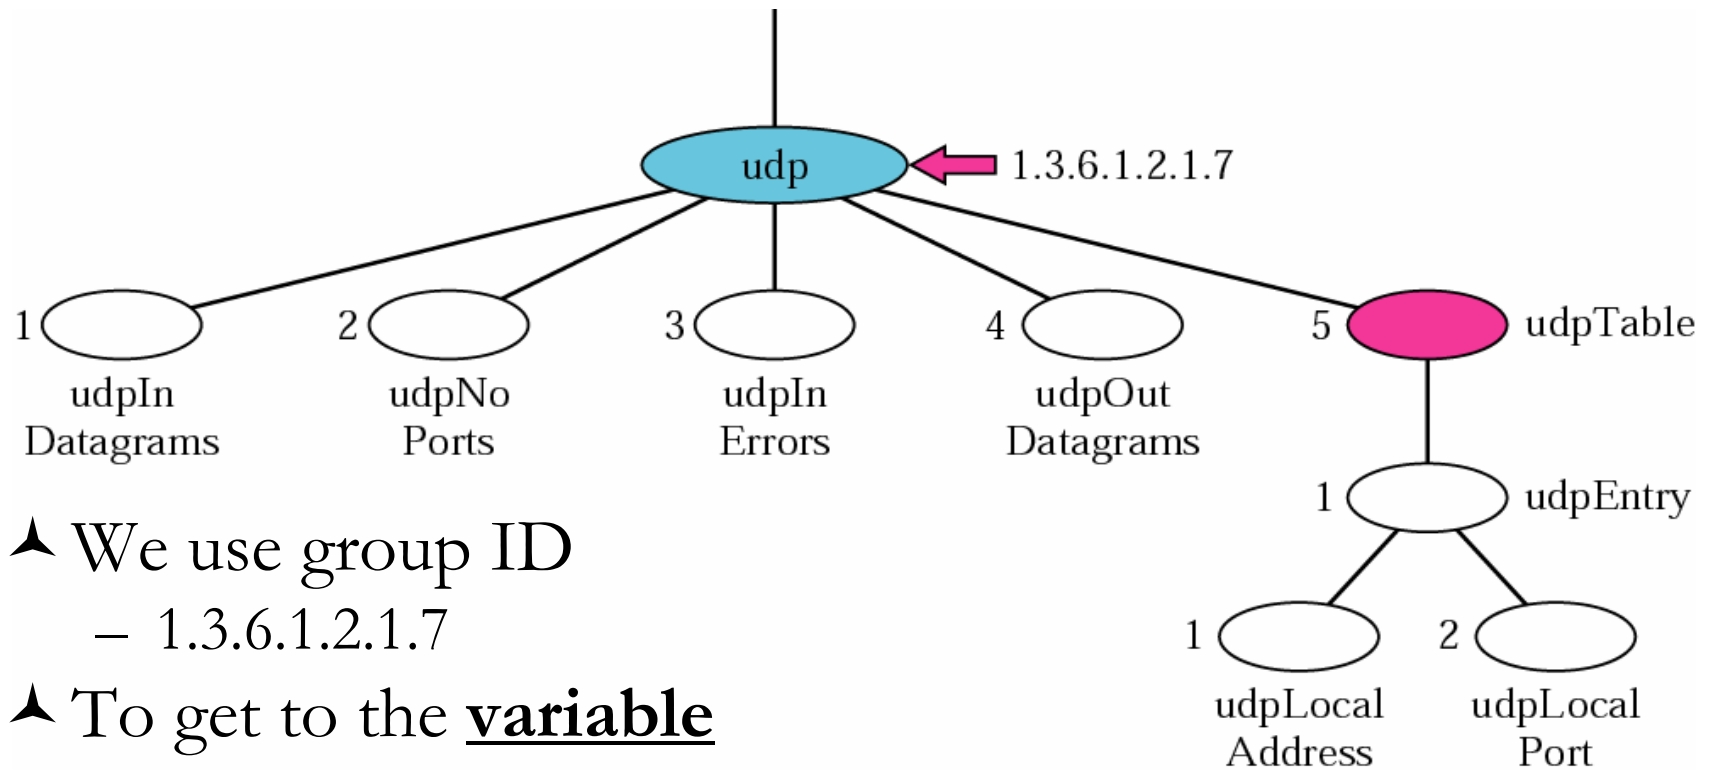 udp
1.3.6.1.2.1.7
1
2
3
4
5
udpTable
udpIn
Datagrams
udpNo
Ports
udpIn
Errors
udpOut
Datagrams
1
udpEntry
We use group ID
– 1.3.6.1.2.1.7
To get to the variable
1
2
udpLocal
Address
udpLocal
Port